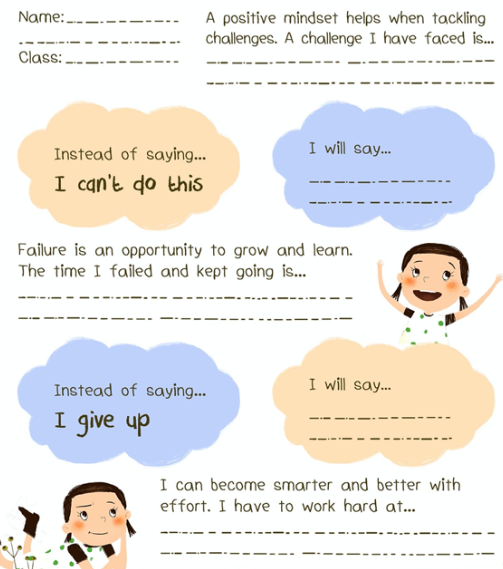 Name:
Class:
A positive mindset helps when tackling
challenges. A challenge I have faced is...
Instead of saying...
I can't do this
I will say...
Failure is an opportunity to grow and learn.
The time I failed and kept going is...
Instead of saying...
I give up
I will say...
I can become smarter and better with
effort. I have to work hard at...